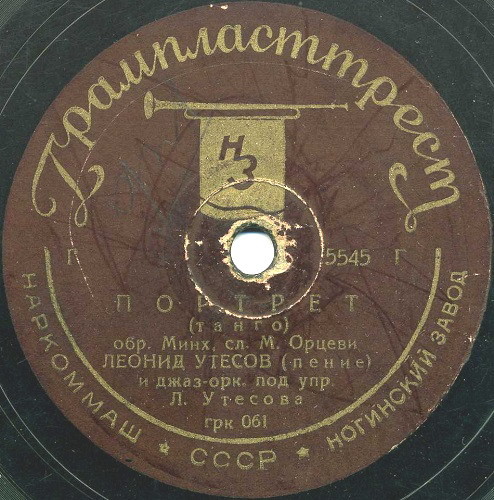 Грампласттрест
НЗ
Г 5545 Г
ПОРТРЕТ
(танго)
обр. Минх. сл. М. Орцеви
ЛЕОНИД УТЕСОВ (пение)
и джаз-орк. под упр.
Л. Утесова
грк 061
НАРКОММАШ * СССР * НОГИНСКИЙ ЗАВОД